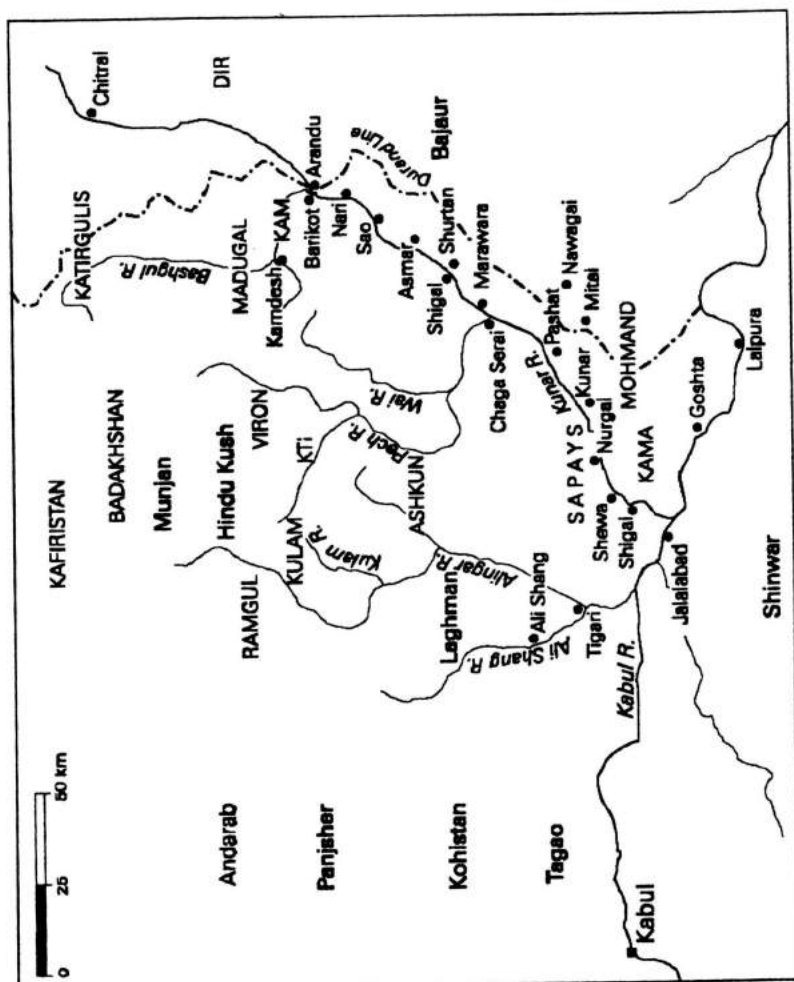 0 25 50 km
KAFIRISTAN
Chitral
KATIRGULIS
BADAKHSHAN
Bashgul R.
Munjan
DIR
Andarab
RAMGUL
Hindu Kush
MADUGAL
VIRON
Kamdesh
KAM
KULAM
KTi
Barikot
Arandu
Kulam R.
Panjsher
Nari
Durand Line
Sao
Wai R.
Pech R.
Asmar
ASHKUN
Shigal
Shurtan
Bajaur
Laghman
Alingar R.
Kohistan
Marawara
Chaga Serai
Ali Shang R.
Ali Shang
Kunar R.
Pashat
Nawagai
Tagao
Tigari
SAPAYS
Kunar
Mitai
Nurgal
MOHMAND
Shewa
Shigal
KAMA
Kabul R.
Kabul
Jalalabad
Goshta
Lalpura
Shinwar